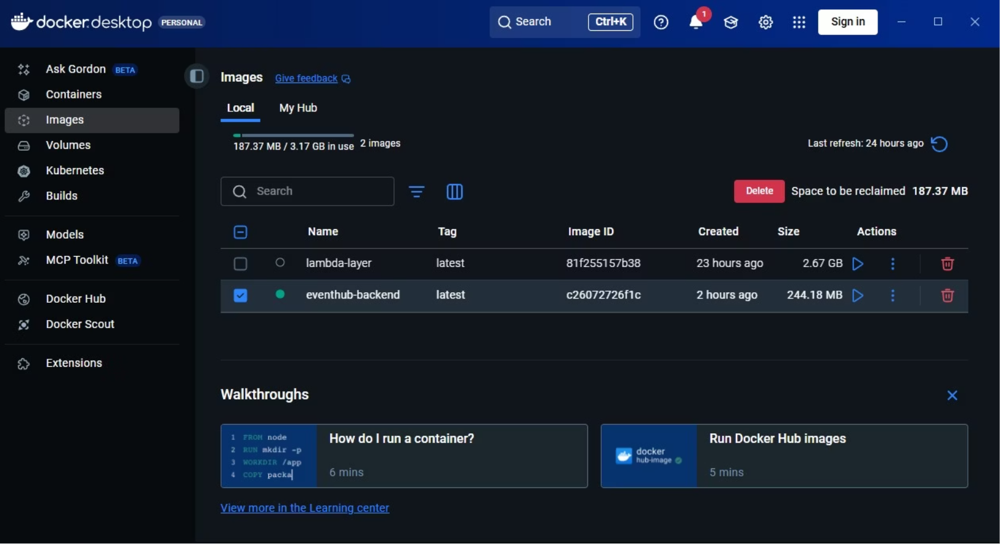 docker.desktop PERSONAL
Search Ctrl+K
1
Sign in
Ask Gordon BETA
Containers
Images
Volumes
Kubernetes
Builds
Models
MCP Toolkit BETA
Docker Hub
Docker Scout
Extensions
Images Give feedback
Local My Hub
187.37 MB / 3.17 GB in use 2 images
Last refresh: 24 hours ago
Search
Delete Space to be reclaimed 187.37 MB
Name Tag Image ID Created Size Actions
lambda-layer latest 81f255157b38 23 hours ago 2.67 GB
eventhub-backend latest c26072726f1c 2 hours ago 244.18 MB
Walkthroughs
1 FROM node
2 RUN mkdir -p
3 WORKDIR /app
4 COPY packa
How do I run a container?
6 mins
docker
hub-image
Run Docker Hub images
5 mins
View more in the Learning center